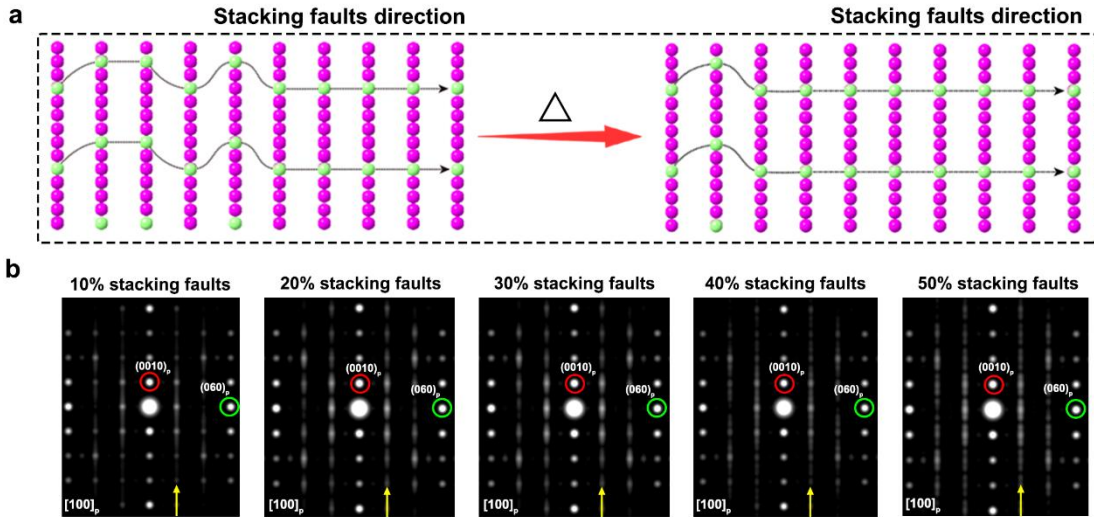 a
Stacking faults direction
Stacking faults direction
△
b
10% stacking faults
20% stacking faults
30% stacking faults
40% stacking faults
50% stacking faults
(0010)p
(060)p
[100]p
(0010)p
(060)p
[100]p
(0010)p
(060)p
[100]p
(0010)p
(060)p
[100]p
(0010)p
(060)p
[100]p